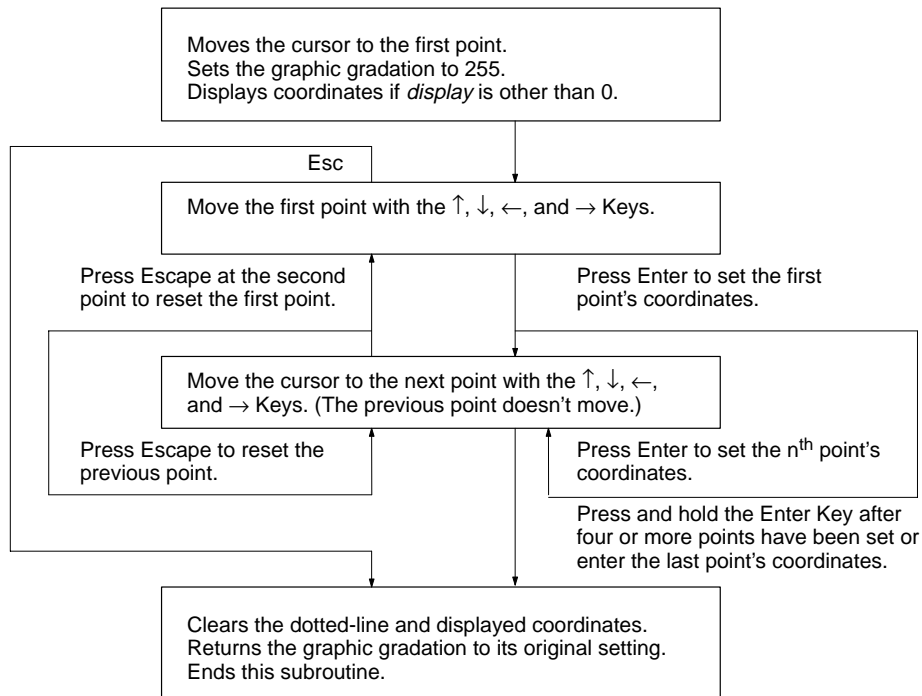 Moves the cursor to the first point.
Sets the graphic gradation to 255.
Displays coordinates if display is other than 0.
Esc
Move the first point with the ↑, ↓, ←, and → Keys.
Press Escape at the second
point to reset the first point.
Press Enter to set the first
point's coordinates.
Move the cursor to the next point with the ↑, ↓, ←,
and → Keys. (The previous point doesn't move.)
Press Escape to reset the
previous point.
Press Enter to set the nth point's
coordinates.
Press and hold the Enter Key after
four or more points have been set or
enter the last point's coordinates.
Clears the dotted-line and displayed coordinates.
Returns the graphic gradation to its original setting.
Ends this subroutine.